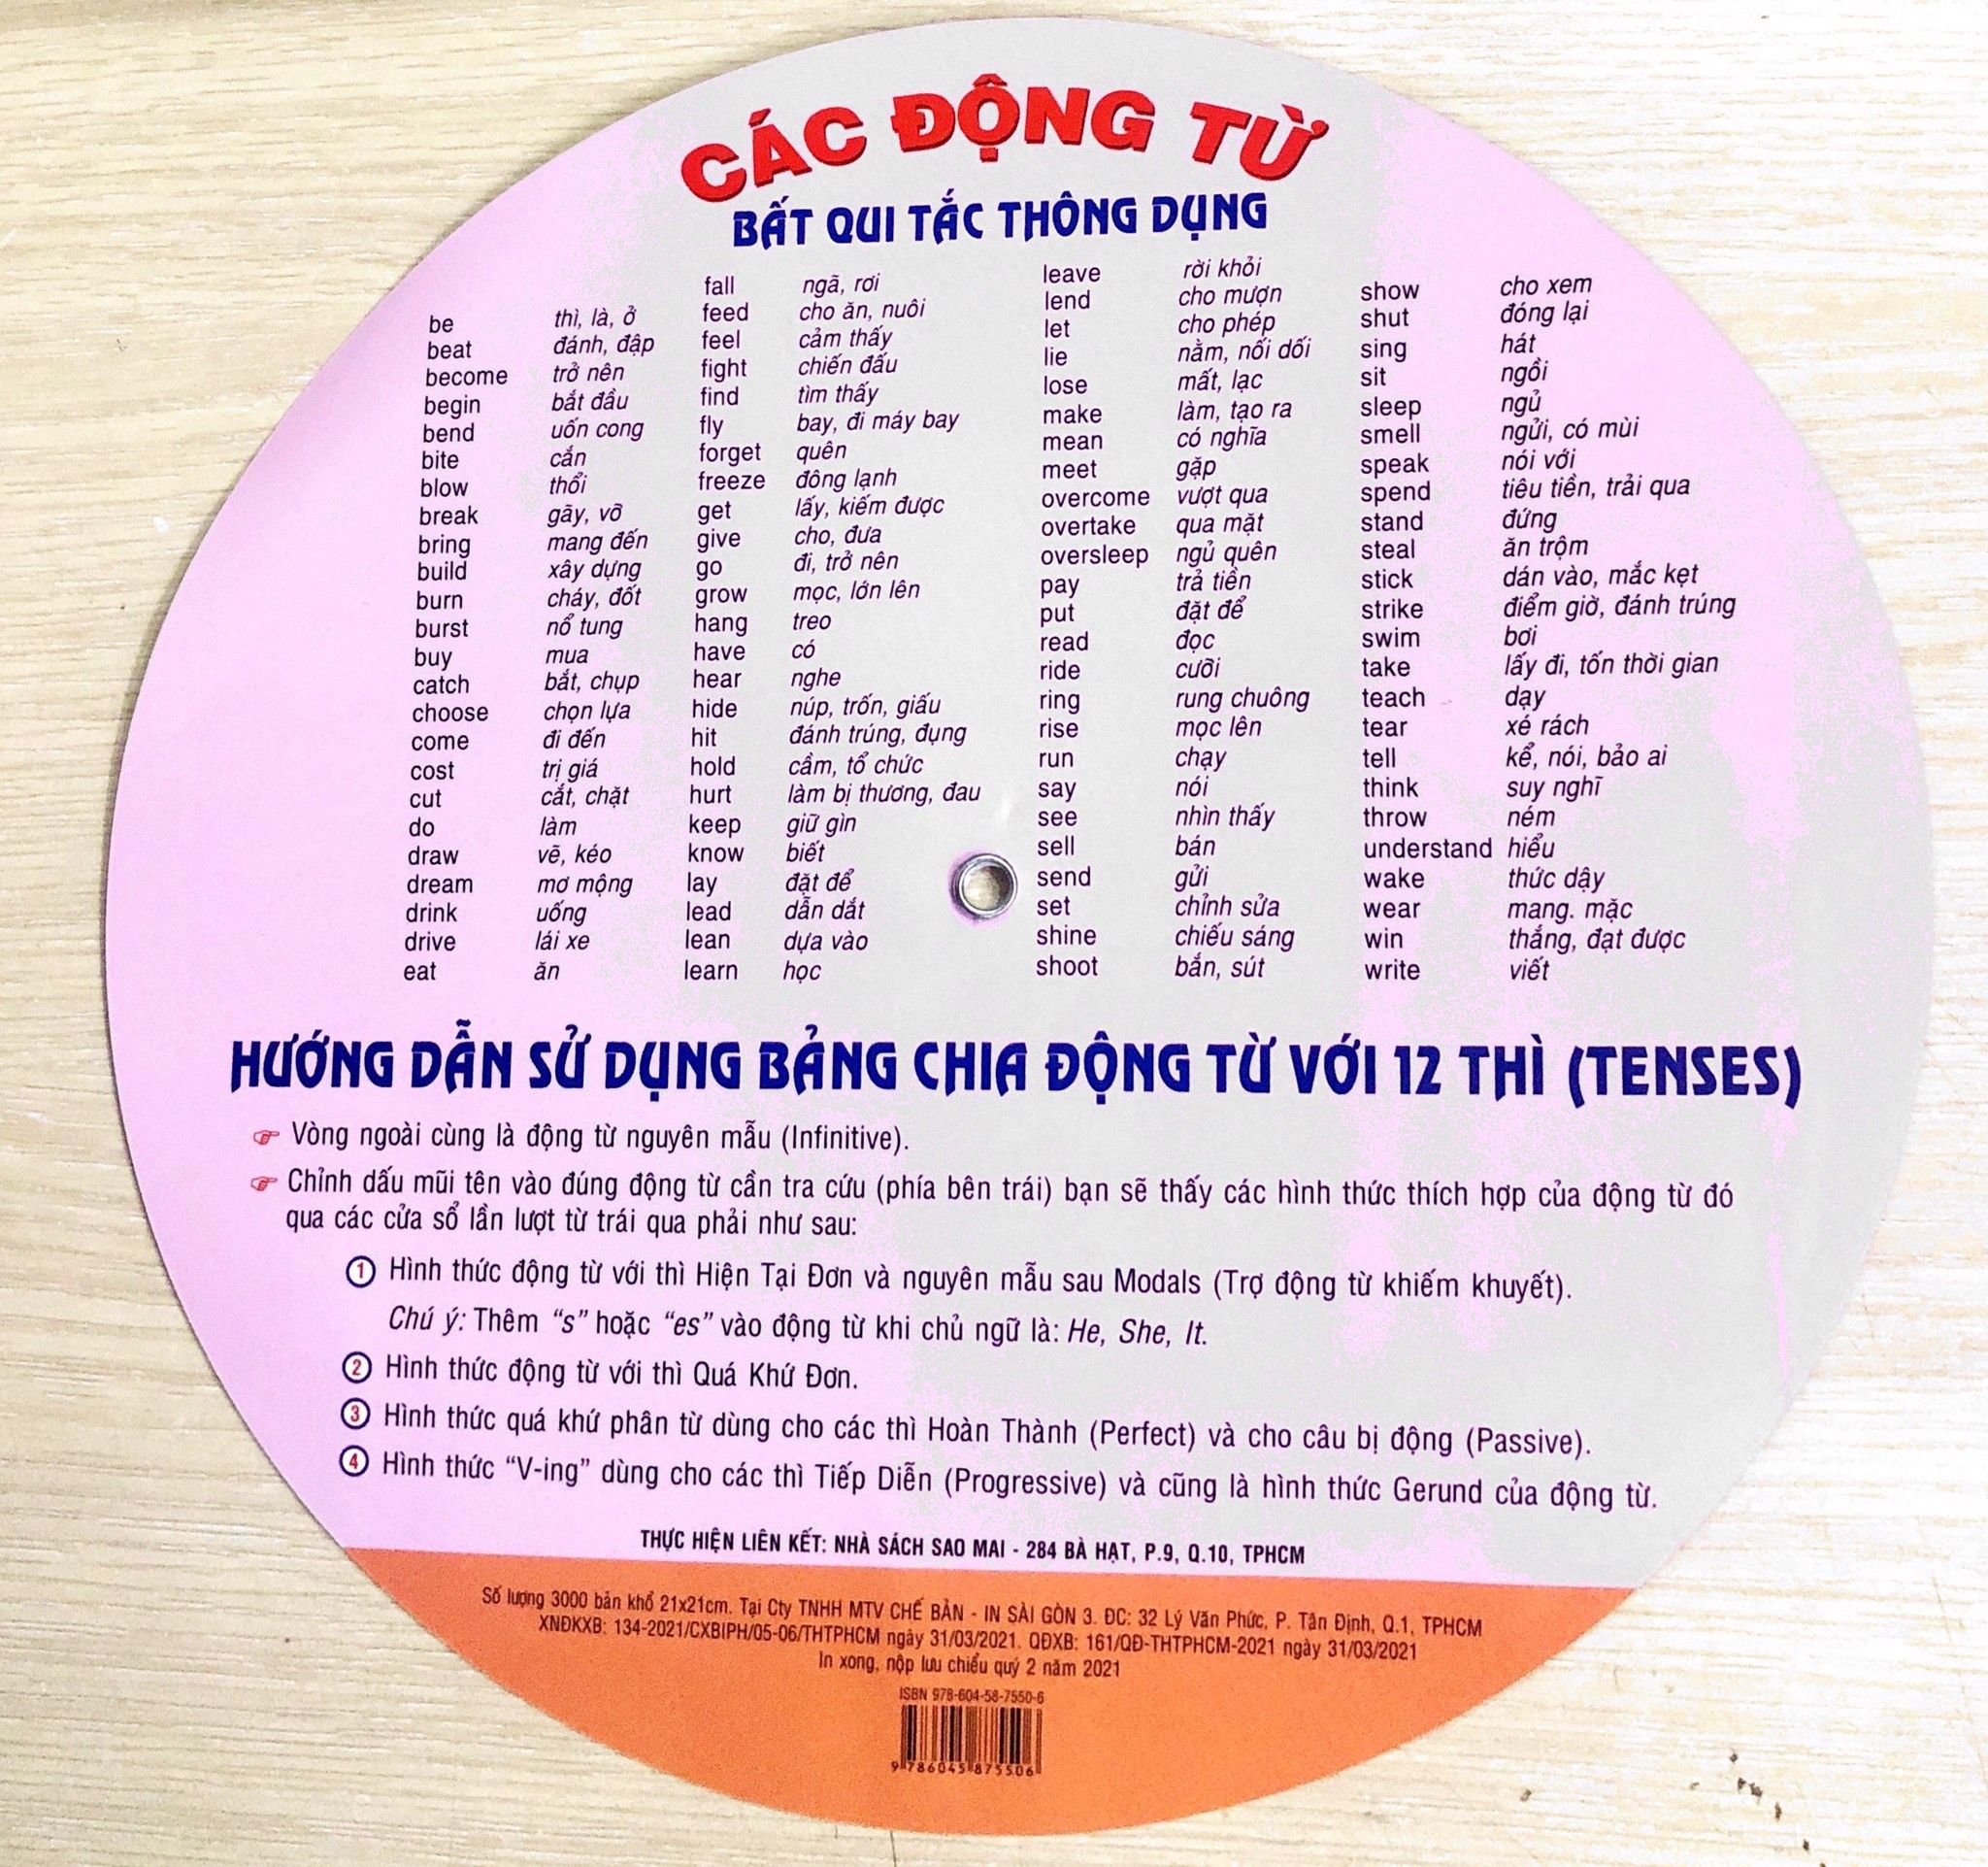 CÁC ĐỘNG TỪ
BẤT QUI TẮC THÔNG DỤNG
be thì, là, ở
beat đánh, đập
become trở nên
begin bắt đầu
bend uốn cong
bite cắn
blow thổi
break gãy, vỡ
bring mang đến
build xây dựng
burn cháy, đốt
burst nổ tung
buy mua
catch bắt, chụp
choose chọn lựa
come đi đến
cost trị giá
cut cắt, chặt
do làm
draw vẽ, kéo
dream mơ mộng
drink uống
drive lái xe
eat ăn
fall ngã, rơi
feed cho ăn, nuôi
feel cảm thấy
fight chiến đấu
find tìm thấy
fly bay, đi máy bay
forget quên
freeze đông lạnh
get lấy, kiếm được
give cho, đưa
go đi, trở nên
grow mọc, lớn lên
hang treo
have có
hear nghe
hide núp, trốn, giấu
hit đánh trúng, đụng
hold cầm, tổ chức
hurt làm bị thương, đau
keep giữ gìn
know biết
lay đặt để
lead dẫn dắt
lean dựa vào
learn học
leave rời khỏi
lend cho mượn
let cho phép
lie nằm, nối dối
lose mất, lạc
make làm, tạo ra
mean có nghĩa
meet gặp
overcome vượt qua
overtake qua mặt
oversleep ngủ quên
pay trả tiền
put đặt để
read đọc
ride cưỡi
ring rung chuông
rise mọc lên
run chạy
say nói
see nhìn thấy
sell bán
send gửi
set chỉnh sửa
shine chiếu sáng
shoot bắn, sút
show cho xem
shut đóng lại
sing hát
sit ngồi
sleep ngủ
smell ngửi, có mùi
speak nói với
spend tiêu tiền, trải qua
stand đứng
steal ăn trộm
stick dán vào, mắc kẹt
strike điểm giờ, đánh trúng
swim bơi
take lấy đi, tốn thời gian
teach dạy
tear xé rách
tell kể, nói, bảo ai
think suy nghĩ
throw ném
understand hiểu
wake thức dậy
wear mang. mặc
win thắng, đạt được
write viết
HƯỚNG DẪN SỬ DỤNG BẢNG CHIA ĐỘNG TỪ VỚI 12 THÌ (TENSES)
Vòng ngoài cùng là động từ nguyên mẫu (Infinitive).
Chỉnh dấu mũi tên vào đúng động từ cần tra cứu (phía bên trái) bạn sẽ thấy các hình thức thích hợp của động từ đó
qua các cửa sổ lần lượt từ trái qua phải như sau:
1 Hình thức động từ với thì Hiện Tại Đơn và nguyên mẫu sau Modals (Trợ động từ khiếm khuyết).
Chú ý: Thêm “s” hoặc “es” vào động từ khi chủ ngữ là: He, She, It.
2 Hình thức động từ với thì Quá Khứ Đơn.
3 Hình thức quá khứ phân từ dùng cho các thì Hoàn Thành (Perfect) và cho câu bị động (Passive).
4 Hình thức “V-ing” dùng cho các thì Tiếp Diễn (Progressive) và cũng là hình thức Gerund của động từ.
THỰC HIỆN LIÊN KẾT: NHÀ SÁCH SAO MAI - 284 BÀ HẠT, P.9, Q.10, TPHCM
Số lượng 3000 bản khổ 21x21cm. Tại Cty TNHH MTV CHẾ BẢN - IN SÀI GÒN 3. ĐC: 32 Lý Văn Phức, P. Tân Định, Q.1, TPHCM
XNĐKXB: 134-2021/CXBIPH/05-06/THTPHCM ngày 31/03/2021. QĐXB: 161/QĐ-THTPHCM-2021 ngày 31/03/2021
In xong, nộp lưu chiểu quý 2 năm 2021
ISBN 978-604-58-7550-6
9 786045 875506